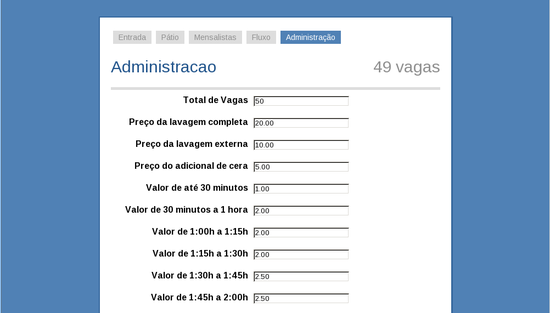 Entrada Pátio Mensalistas Fluxo Administração
Administracao 49 vagas
Total de Vagas 50
Preço da lavagem completa 20.00
Preço da lavagem externa 10.00
Preço do adicional de cera 5.00
Valor de até 30 minutos 1.00
Valor de 30 minutos a 1 hora 2.00
Valor de 1:00h a 1:15h 2.00
Valor de 1:15h a 1:30h 2.00
Valor de 1:30h a 1:45h 2.50
Valor de 1:45h a 2:00h 2.50